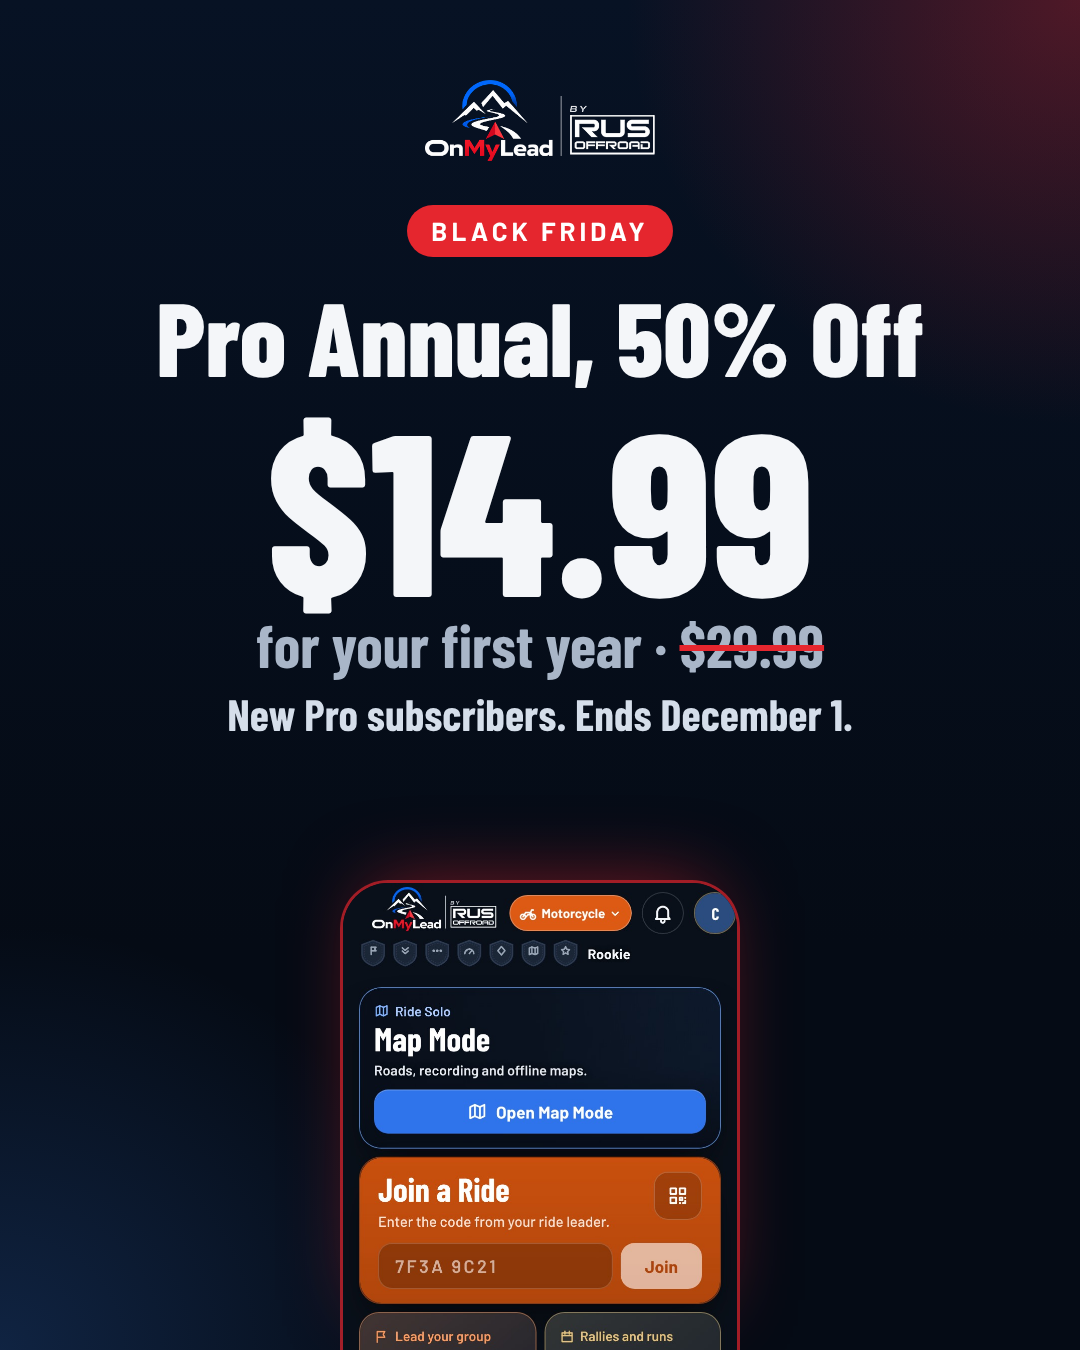 OnMyLead
BY
RUS
OFFROAD
BLACK FRIDAY
Pro Annual, 50% Off
$14.99
for your first year · $29.99
New Pro subscribers. Ends December 1.
OnMyLead
BY
RUS
OFFROAD
Motorcycle
C
Rookie
Ride Solo
Map Mode
Roads, recording and offline maps.
Open Map Mode
Join a Ride
Enter the code from your ride leader.
7F3A 9C21
Join
Lead your group
Rallies and runs